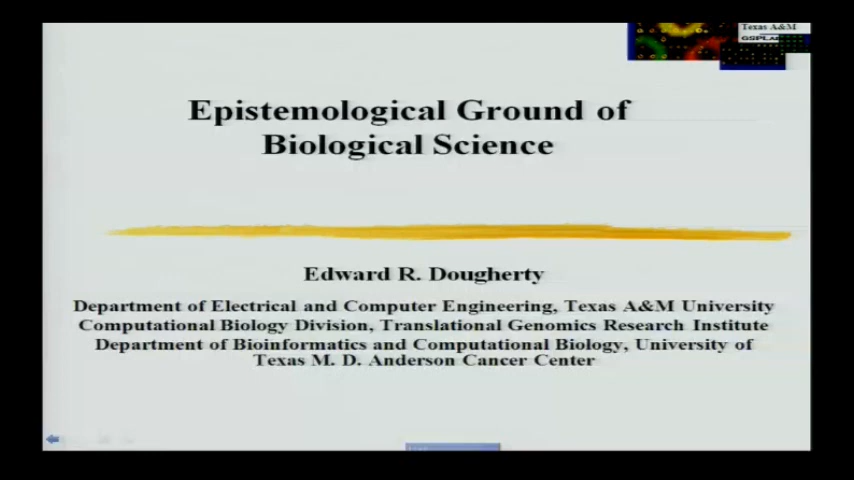 Texas A&M
GSPLab
Epistemological Ground of
Biological Science
Edward R. Dougherty
Department of Electrical and Computer Engineering, Texas A&M University
Computational Biology Division, Translational Genomics Research Institute
Department of Bioinformatics and Computational Biology, University of
Texas M. D. Anderson Cancer Center